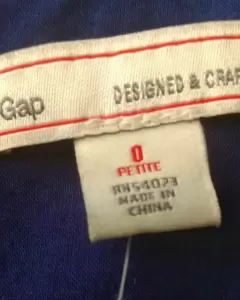 Gap DESIGNED & CRAF
0
PETITE
RN54023
MADE IN
CHINA